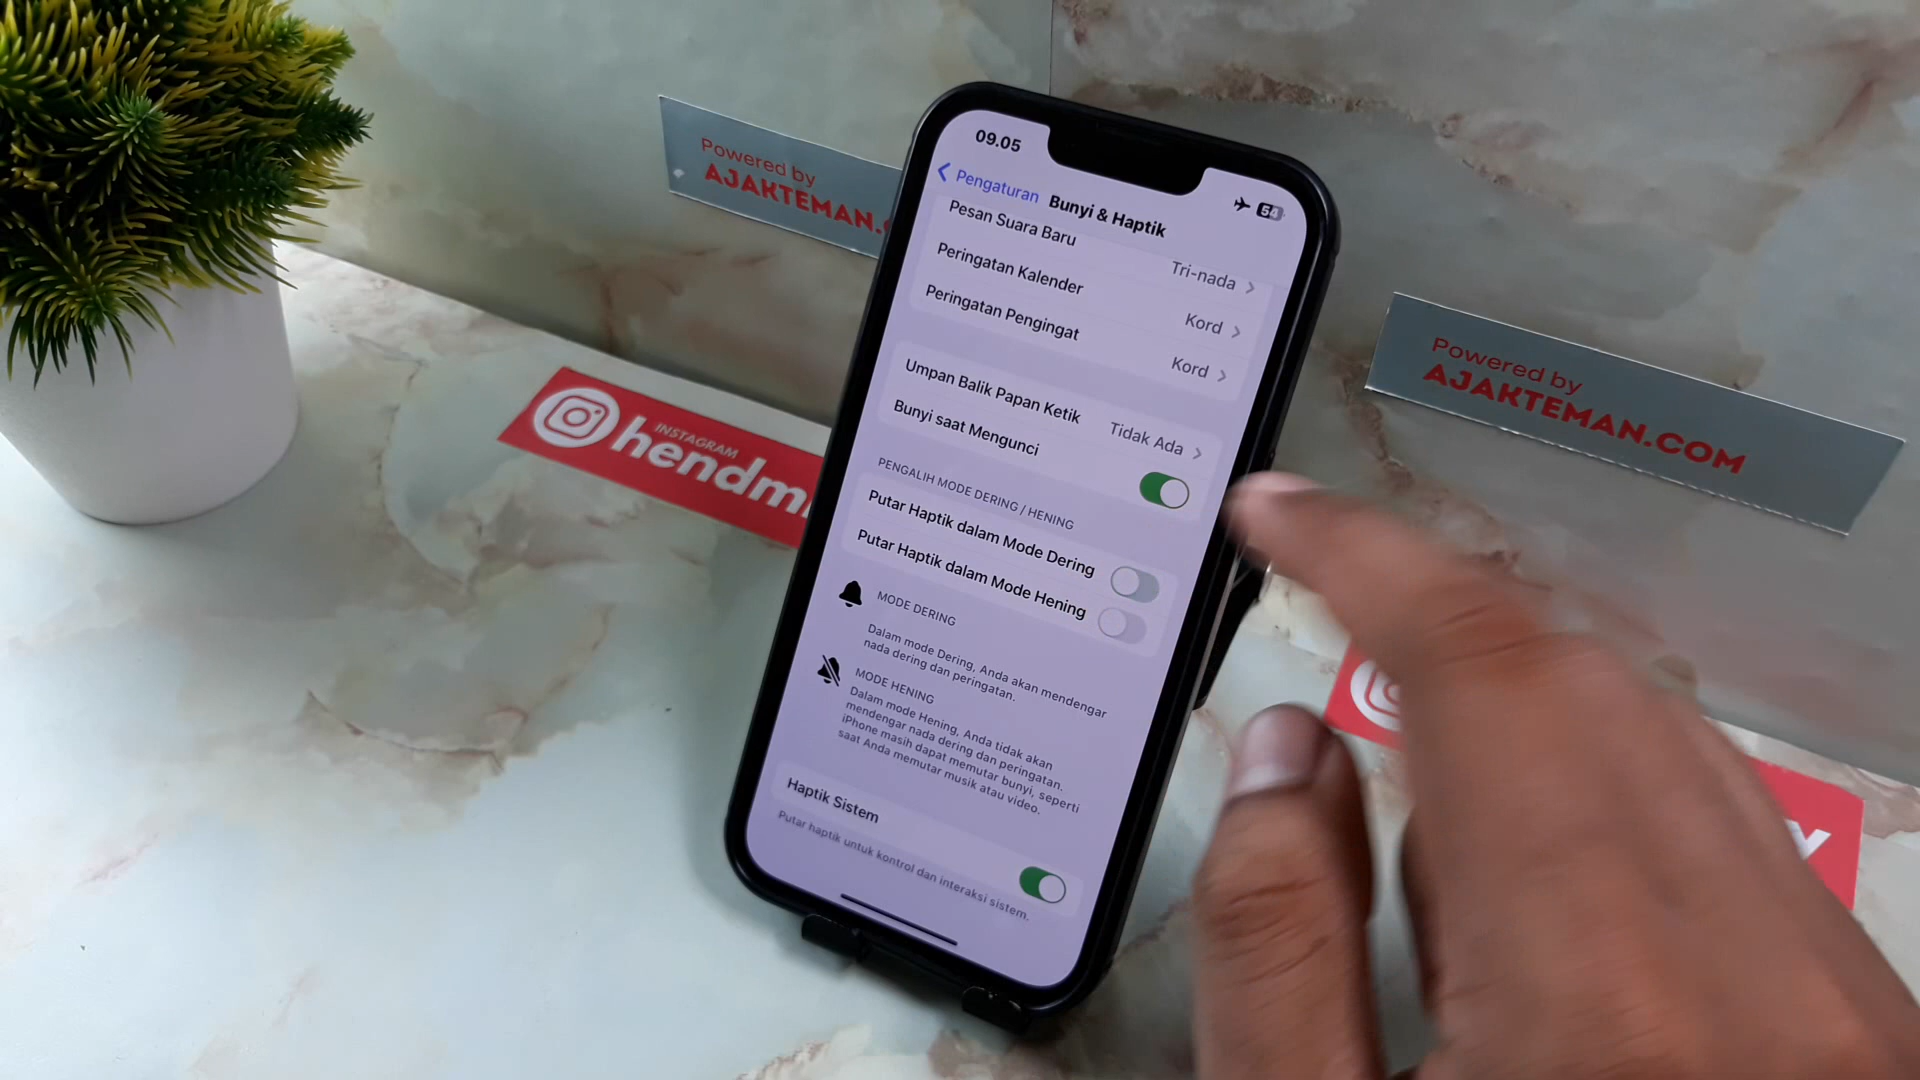 Powered by
AJAKTEMAN.
INSTAGRAM
hendm
Powered by
AJAKTEMAN.COM
09.05
54
Pengaturan
Bunyi & Haptik
Pesan Suara Baru
Tri-nada
Peringatan Kalender
Kord
Peringatan Pengingat
Kord
Umpan Balik Papan Ketik
Tidak Ada
Bunyi saat Mengunci
PENGALIH MODE DERING / HENING
Putar Haptik dalam Mode Dering
Putar Haptik dalam Mode Hening
MODE DERING
Dalam mode Dering, Anda akan mendengar
nada dering dan peringatan.
MODE HENING
Dalam mode Hening, Anda tidak akan
mendengar nada dering dan peringatan.
iPhone masih dapat memutar bunyi, seperti
saat Anda memutar musik atau video.
Haptik Sistem
Putar haptik untuk kontrol dan interaksi sistem.
y